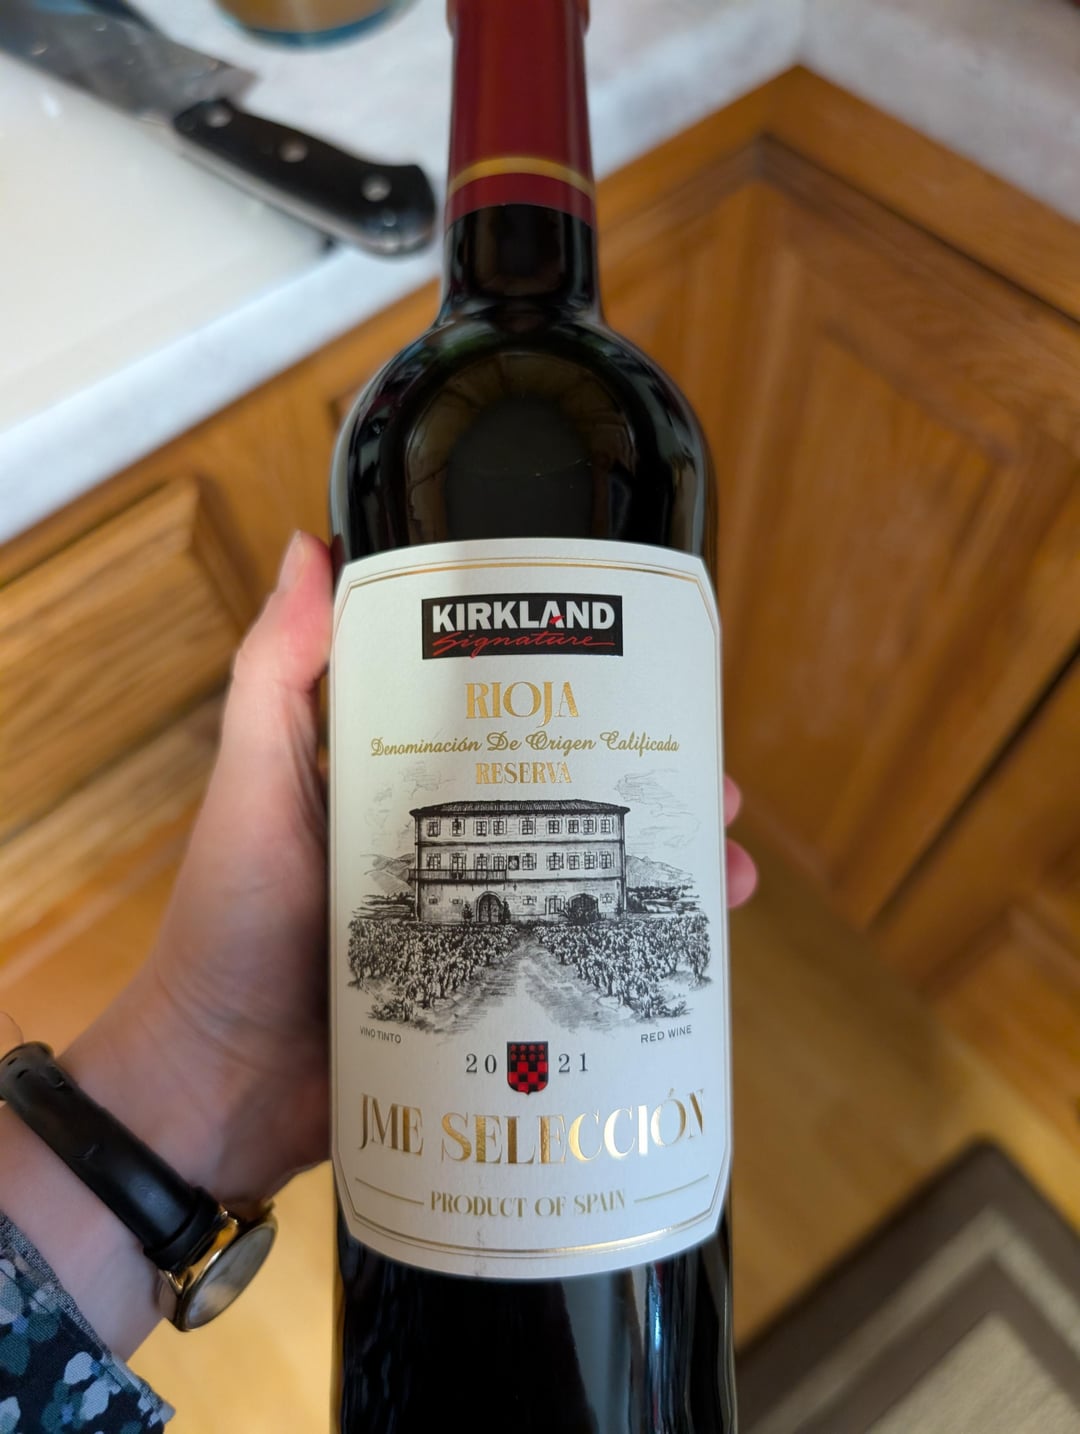 KIRKLAND
Signature
RIOJA
Denominación De Origen Calificada
RESERVA
VINO TINTO
RED WINE
20 21
JME SELECCIÓN
PRODUCT OF SPAIN